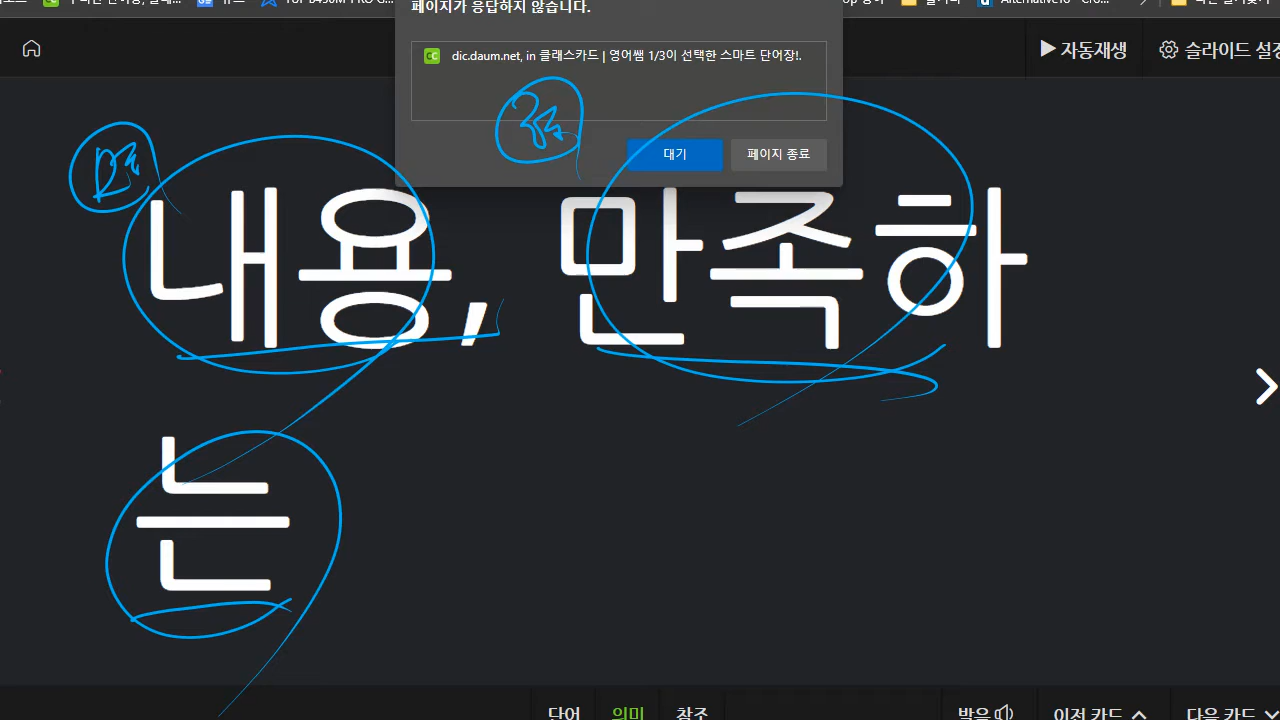 페이지가 응답하지 않습니다.
dic.daum.net, in 클래스카드 | 영어쌤 1/3이 선택한 스마트 단어장!.
대기
페이지 종료
자동재생
슬라이드 설정
내용, 만족하
는
단어
의미
참조
발음
이전 카드
다음 카드